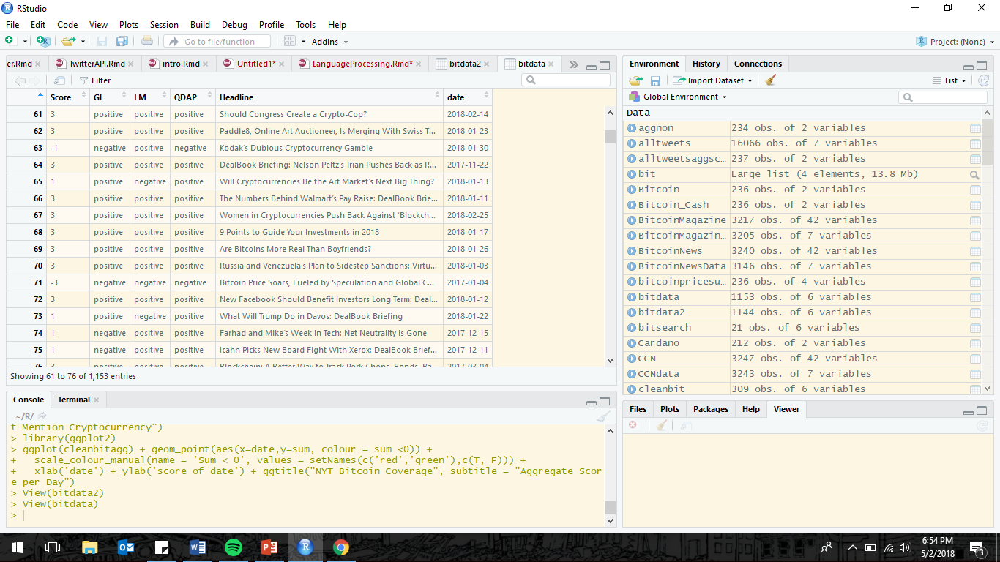 RStudio
File Edit Code View Plots Session Build Debug Profile Tools Help
Go to file/function Addins Project: (None)
er.Rmd TwitterAPI.Rmd intro.Rmd Untitled1* LanguageProcessing.Rmd* bitdata2 bitdata
Filter
Score GI LM QDAP Headline date
61 3 positive positive positive Should Congress Create a Crypto-Cop? 2018-02-14
62 3 positive positive positive Paddle8, Online Art Auctioneer, Is Merging With Swiss T... 2018-01-23
63 -1 negative positive negative Kodak's Dubious Cryptocurrency Gamble 2018-01-30
64 3 positive positive positive DealBook Briefing: Nelson Peltz's Trian Pushes Back as P... 2017-11-22
65 1 positive negative positive Will Cryptocurrencies Be the Art Market's Next Big Thing? 2018-01-13
66 3 positive positive positive The Numbers Behind Walmart's Pay Raise: DealBook Brie... 2018-01-11
67 3 positive positive positive Women in Cryptocurrencies Push Back Against 'Blockch... 2018-02-25
68 3 positive positive positive 9 Points to Guide Your Investments in 2018 2018-01-17
69 3 positive positive positive Are Bitcoins More Real Than Boyfriends? 2018-01-26
70 3 positive positive positive Russia and Venezuela's Plan to Sidestep Sanctions: Virtu... 2018-01-03
71 -3 negative negative negative Bitcoin Price Soars, Fueled by Speculation and Global C... 2017-01-04
72 3 positive positive positive New Facebook Should Benefit Investors Long Term: Deal... 2018-01-12
73 1 positive negative positive What Will Trump Do in Davos: DealBook Briefing 2018-01-22
74 1 negative positive positive Farhad and Mike's Week in Tech: Net Neutrality Is Gone 2017-12-15
75 1 negative positive positive Icahn Picks New Board Fight With Xerox: DealBook Brief... 2017-12-11
76 3 positive positive positive Blockchain: A Better Way to Track Pork Chops, Bonds, Ba... 2017-03-04
Showing 61 to 76 of 1,153 entries
Console Terminal
~/R/
t Mention Cryptocurrency")
> library(ggplot2)
> ggplot(cleanbitagg) + geom_point(aes(x=date,y=sum, colour = sum <0)) +
+ scale_colour_manual(name = 'Sum < 0', values = setNames(c('red','green'),c(T, F))) +
+ xlab('date') + ylab('score of date') + ggtitle("NYT Bitcoin Coverage", subtitle = "Aggregate Scor
e per Day")
> View(bitdata2)
> View(bitdata)
>
Environment History Connections
Import Dataset List
Global Environment
Data
aggnon 234 obs. of 2 variables
alltweets 16066 obs. of 7 variables
alltweetsaggsc... 237 obs. of 2 variables
bit Large list (4 elements, 13.8 Mb)
Bitcoin 236 obs. of 2 variables
Bitcoin_Cash 236 obs. of 2 variables
BitcoinMagazine 3217 obs. of 42 variables
BitcoinMagazin... 3205 obs. of 7 variables
BitcoinNews 3240 obs. of 42 variables
BitcoinNewsData 3146 obs. of 7 variables
bitcoinpricesu... 236 obs. of 4 variables
bitdata 1153 obs. of 6 variables
bitdata2 1144 obs. of 6 variables
bitsearch 21 obs. of 6 variables
Cardano 212 obs. of 2 variables
CCN 3247 obs. of 42 variables
CCNdata 3243 obs. of 7 variables
cleanbit 309 obs. of 6 variables
Files Plots Packages Help Viewer
6:54 PM
5/2/2018
3